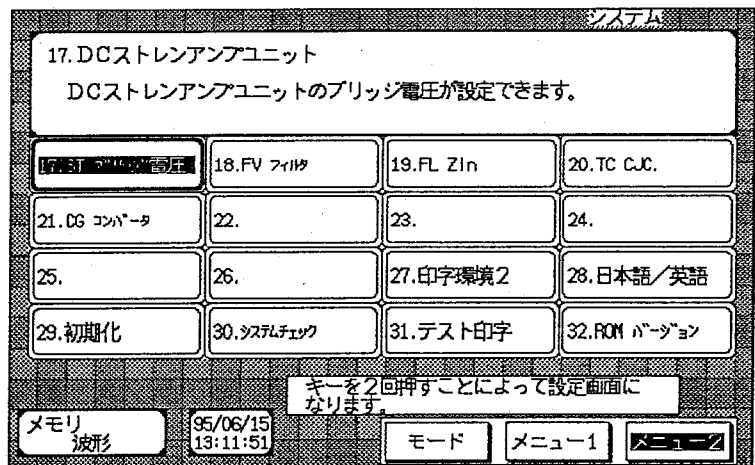 システム
17.DCストレンアンプユニット
DCストレンアンプユニットのブリッジ電圧が設定できます。
17.ST ブリッジ電圧
18.FV フィルタ
19.FL ZIn
20.TC CJC.
21.CG コンバータ
22.
23.
24.
25.
26.
27.印字環境2
28.日本語/英語
29.初期化
30.システムチェック
31.テスト印字
32.ROM バージョン
キーを2回押すことによって設定画面に
なります。
メモリ
波形
95/06/15
13:11:51
モード
メニュー1
メニュー2